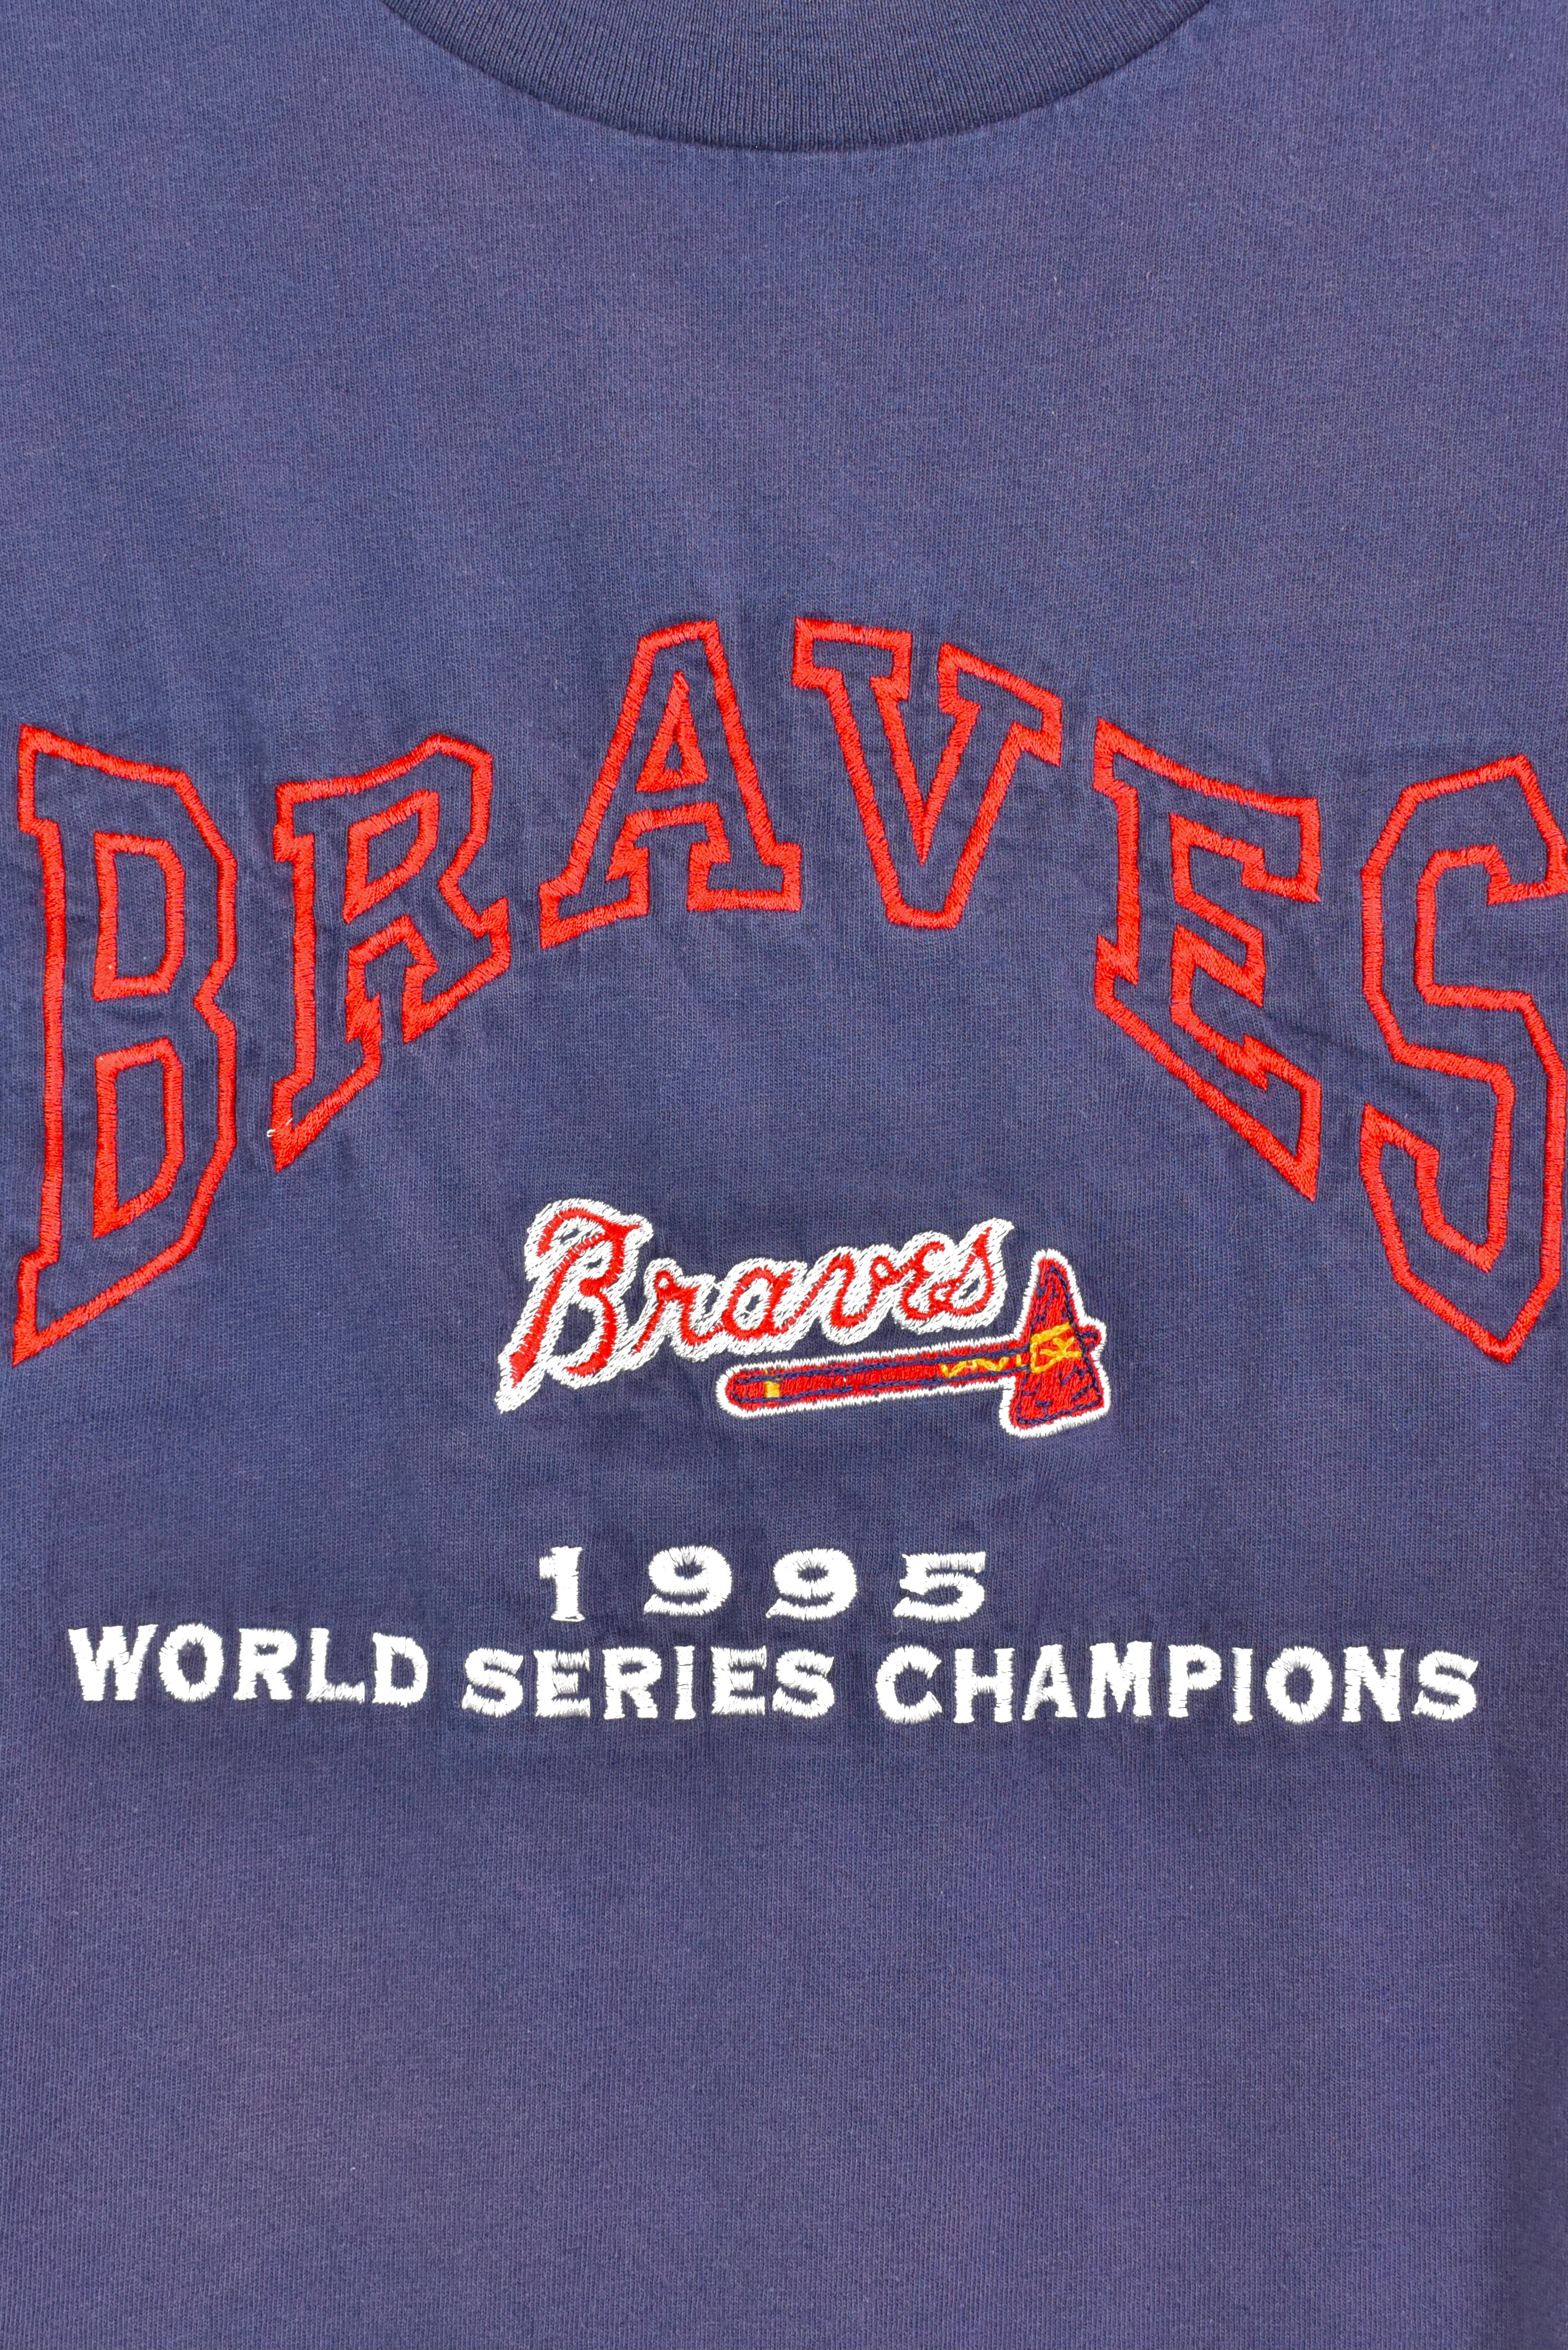 BRAVES
Braves
1995
WORLD SERIES CHAMPIONS